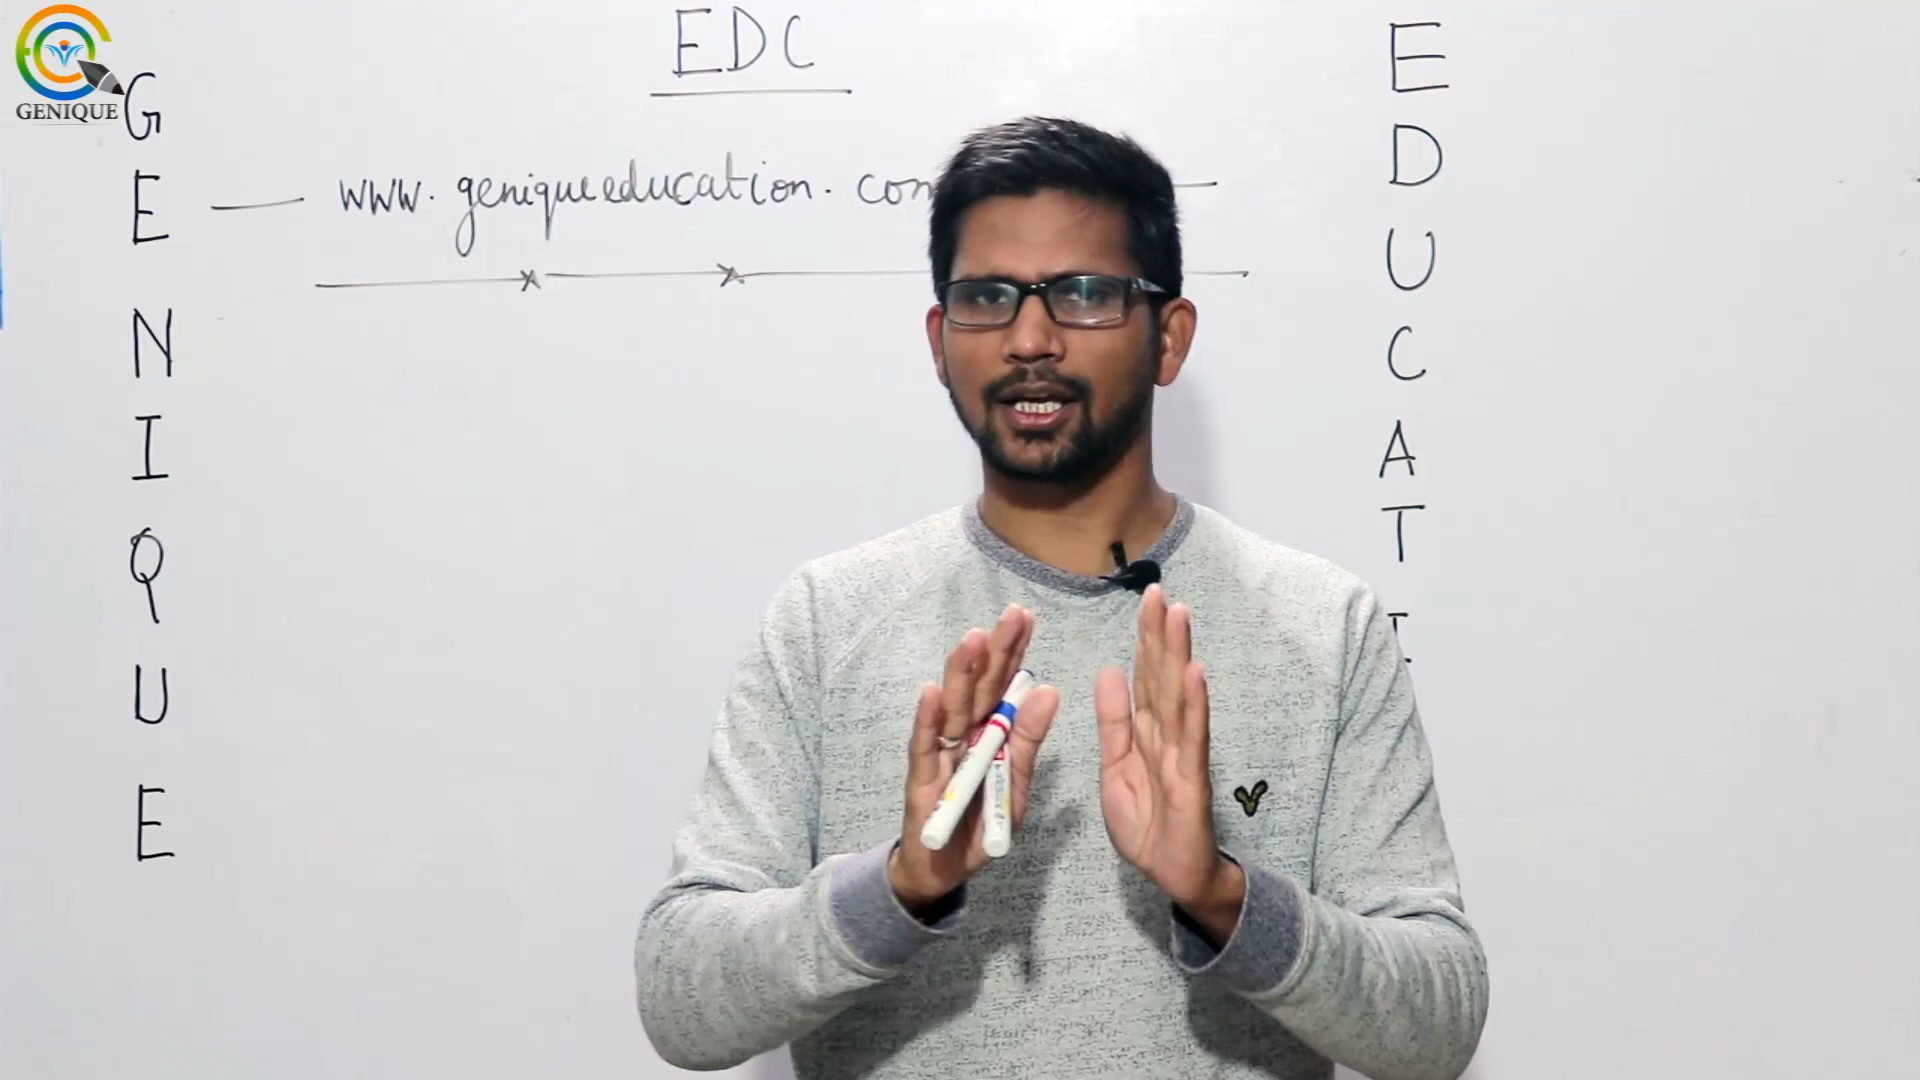 GENIQUE
EDC
www.geniqueeducation.com
G
E
N
I
Q
U
E
E
D
U
C
A
T
I